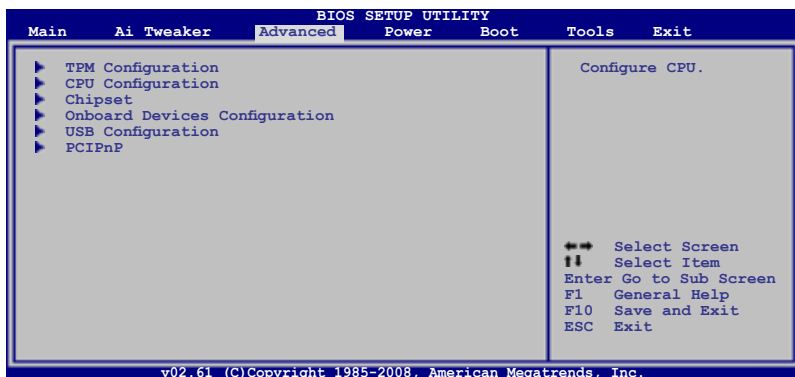 BIOS SETUP UTILITY
Main Ai Tweaker Advanced Power Boot Tools Exit
TPM Configuration
CPU Configuration
Chipset
Onboard Devices Configuration
USB Configuration
PCIPnP
Configure CPU.
Select Screen
Select Item
Enter Go to Sub Screen
F1 General Help
F10 Save and Exit
ESC Exit
v02.61 (C)Copyright 1985-2008, American Megatrends, Inc.